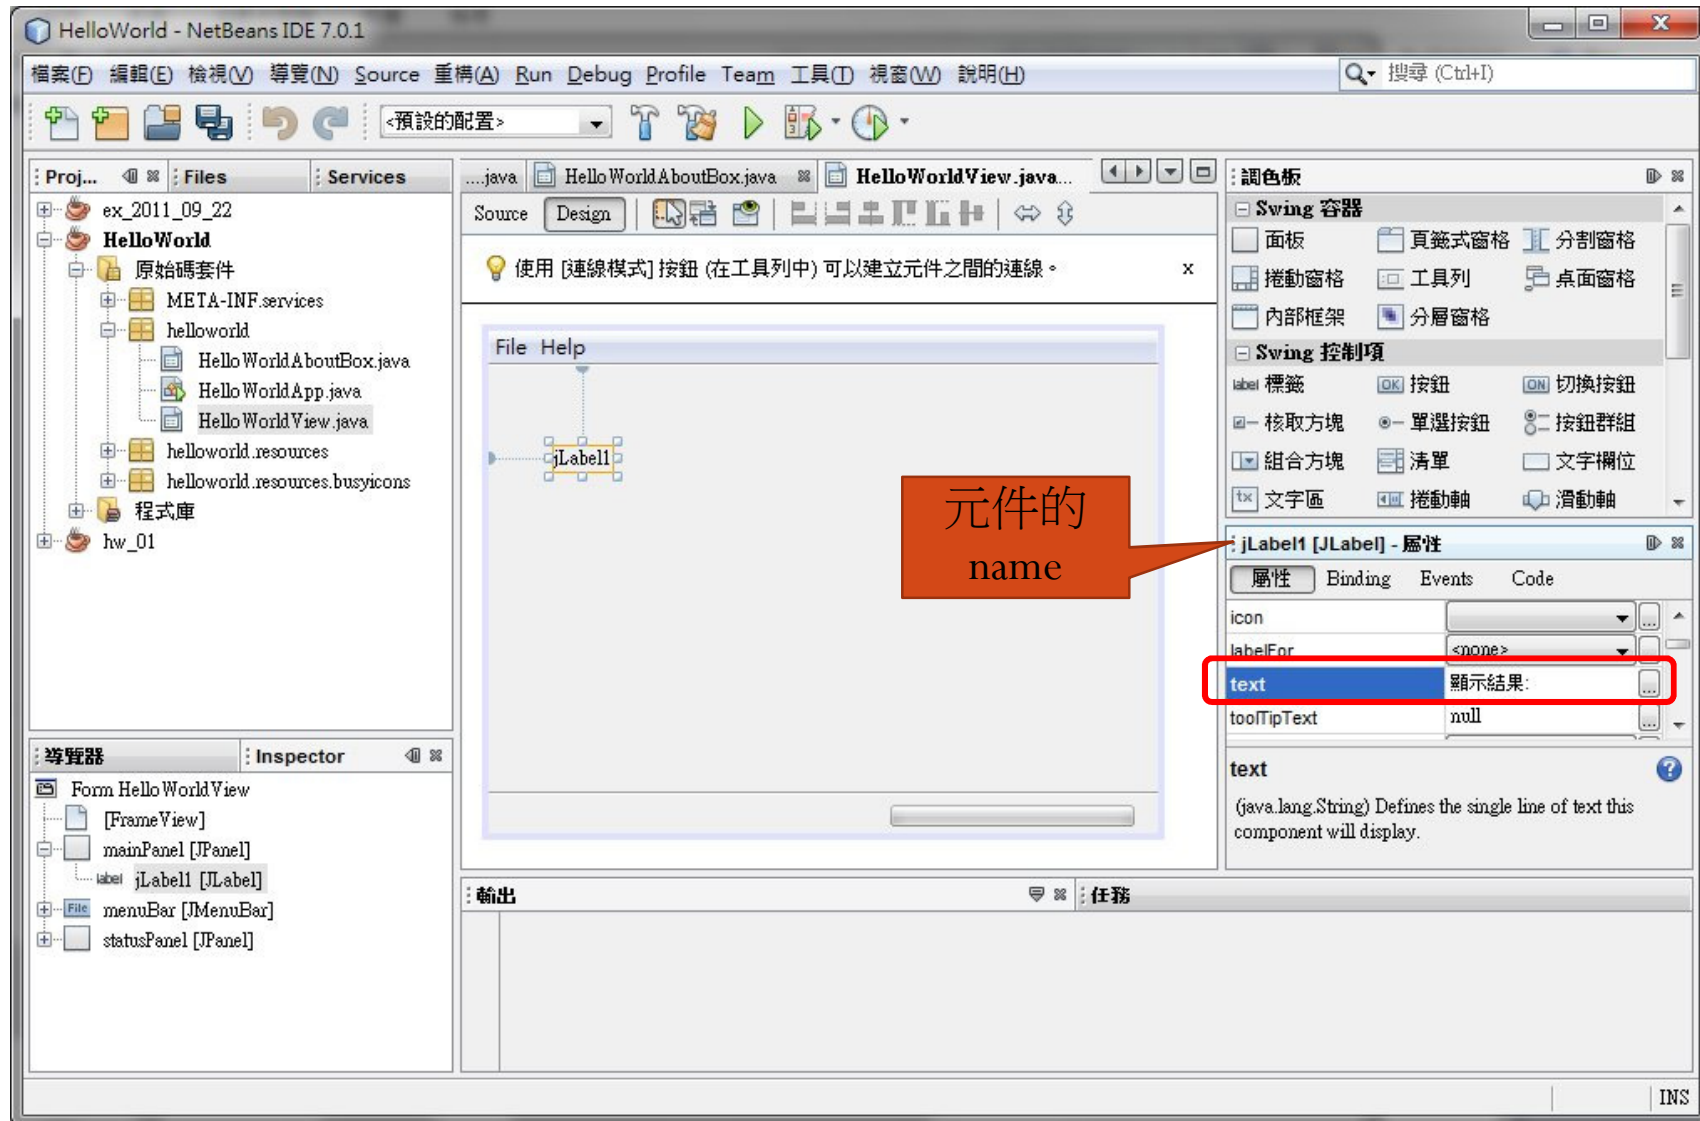 HelloWorld - NetBeans IDE 7.0.1
檔案(F) 編輯(E) 檢視(V) 導覽(N) Source 重構(A) Run Debug Profile Team 工具(T) 視窗(W) 說明(H) 搜尋 (Ctrl+I)
<預設的配置>
Proj... Files Services
ex_2011_09_22
HelloWorld
原始碼套件
META-INF.services
helloworld
HelloWorldAboutBox.java
HelloWorldApp.java
HelloWorldView.java
helloworld.resources
helloworld.resources.busyicons
程式庫
hw_01
導覽器 Inspector
Form HelloWorldView
[FrameView]
mainPanel [JPanel]
label jLabel1 [JLabel]
File menuBar [JMenuBar]
statusPanel [JPanel]
....java HelloWorldAboutBox.java HelloWorldView.java...
Source Design
使用 [連線模式] 按鈕 (在工具列中) 可以建立元件之間的連線。 x
File Help
jLabel1
元件的
name
輸出 任務
調色板
Swing 容器
面板 頁籤式窗格 分割窗格
捲動窗格 工具列 桌面窗格
內部框架 分層窗格
Swing 控制項
label 標籤 OK 按鈕 ON 切換按鈕
核取方塊 單選按鈕 按鈕群組
組合方塊 清單 文字欄位
tx 文字區 捲動軸 滑動軸
jLabel1 [JLabel] - 屬性
屬性 Binding Events Code
icon ...
labelFor <none>
text 顯示結果: ...
toolTipText null ...
text
(java.lang.String) Defines the single line of text this
component will display.
INS